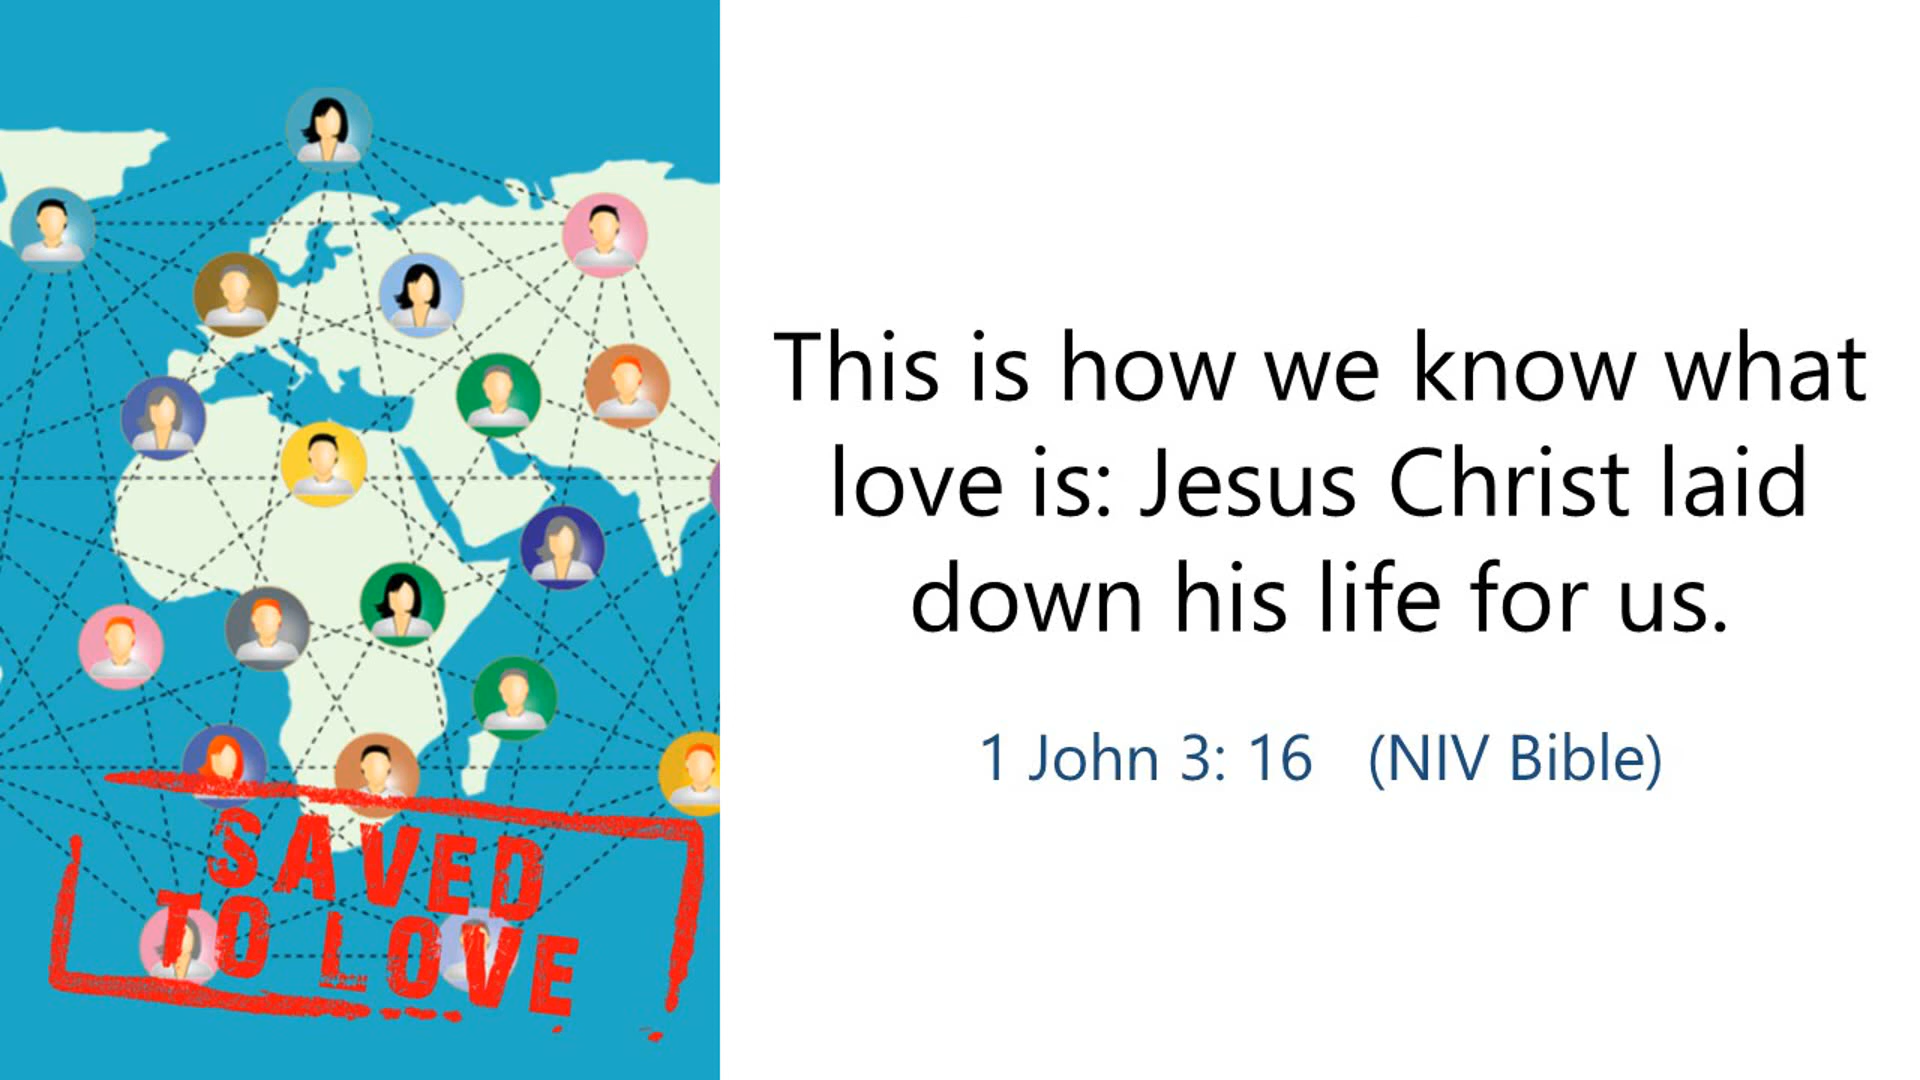 SAVED
TO LOVE
This is how we know what
love is: Jesus Christ laid
down his life for us.
1 John 3: 16 (NIV Bible)